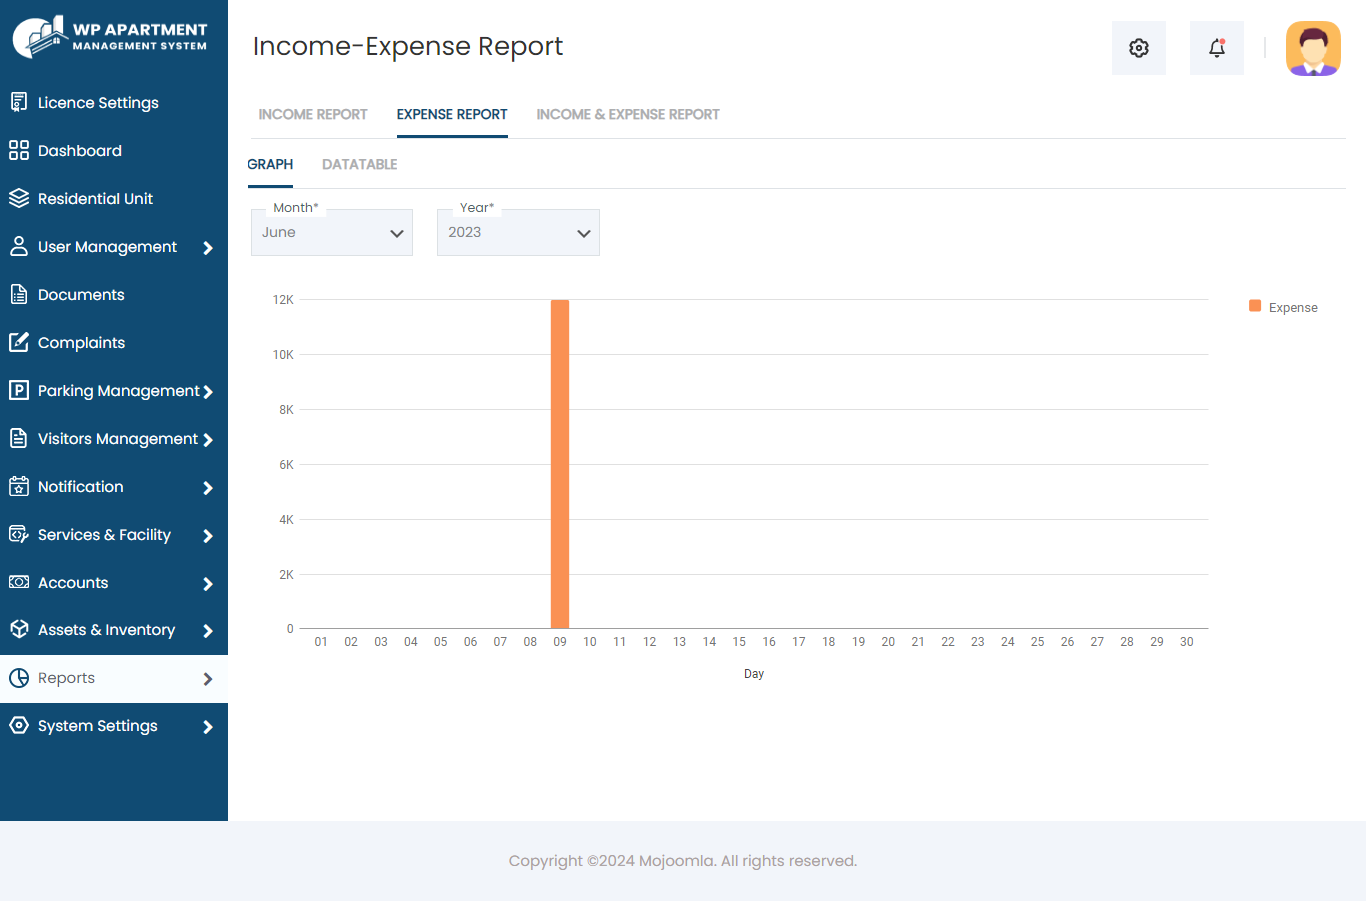 WP APARTMENT
MANAGEMENT SYSTEM
Licence Settings
Dashboard
Residential Unit
User Management
Documents
Complaints
Parking Management
Visitors Management
Notification
Services & Facility
Accounts
Assets & Inventory
Reports
System Settings
Income-Expense Report
INCOME REPORT EXPENSE REPORT INCOME & EXPENSE REPORT
GRAPH DATATABLE
Month* Year*
June 2023
12K
10K
8K
6K
4K
2K
0
01 02 03 04 05 06 07 08 09 10 11 12 13 14 15 16 17 18 19 20 21 22 23 24 25 26 27 28 29 30
Day
Expense
Copyright ©2024 Mojoomla. All rights reserved.